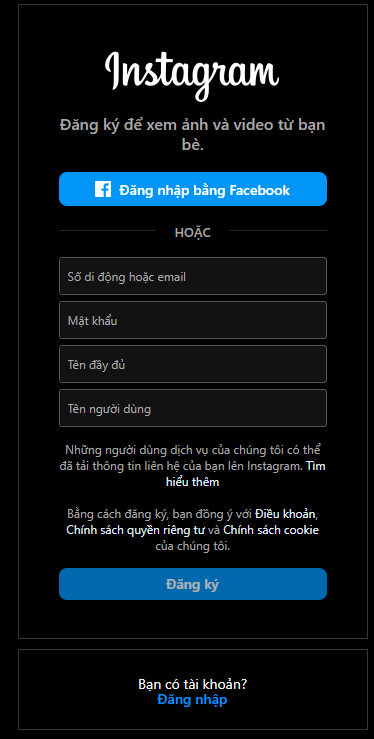 Instagram
Đăng ký để xem ảnh và video từ bạn
bè.
Đăng nhập bằng Facebook
HOẶC
Số di động hoặc email
Mật khẩu
Tên đầy đủ
Tên người dùng
Những người dùng dịch vụ của chúng tôi có thể
đã tải thông tin liên hệ của bạn lên Instagram. Tìm
hiểu thêm
Bằng cách đăng ký, bạn đồng ý với Điều khoản,
Chính sách quyền riêng tư và Chính sách cookie
của chúng tôi.
Đăng ký
Bạn có tài khoản?
Đăng nhập